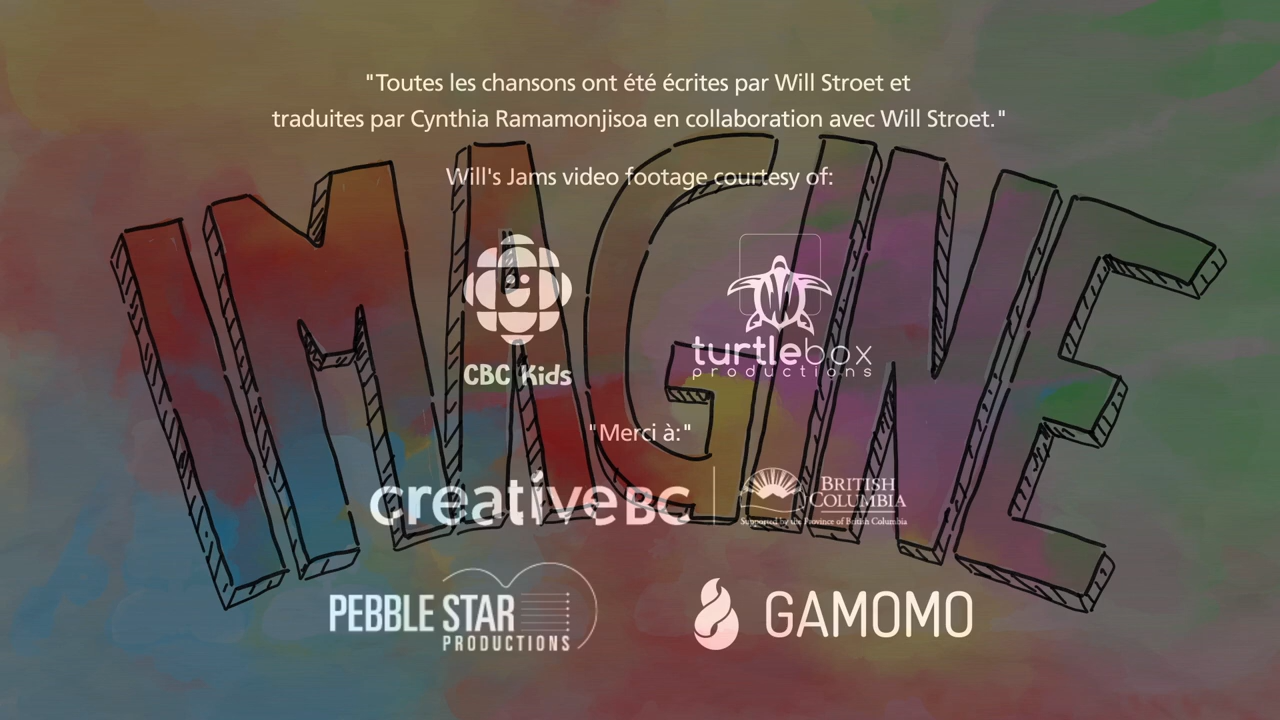 "Toutes les chansons ont été écrites par Will Stroet et
traduites par Cynthia Ramamonjisoa en collaboration avec Will Stroet."
Will's Jams video footage courtesy of:
IMAGINE
CBC Kids
turtlebox
productions
"Merci à:"
creativeBC
BRITISH
COLUMBIA
Supported by the Province of British Columbia
PEBBLE STAR
PRODUCTIONS
GAMOMO